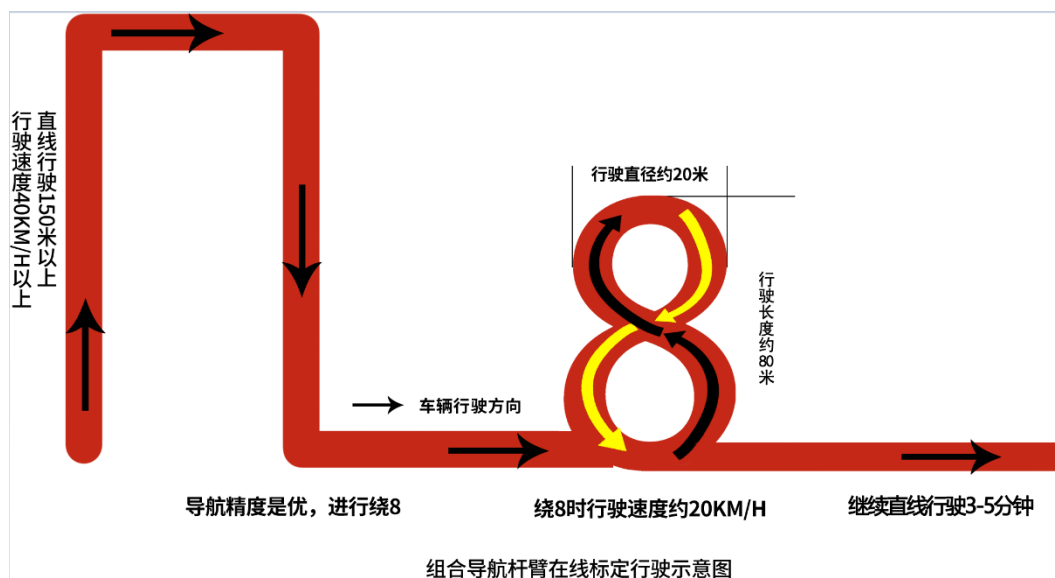 直线行驶150米以上
行驶速度40KM/H以上
行驶直径约20米
行驶长度约80米
车辆行驶方向
导航精度是优，进行绕8
绕8时行驶速度约20KM/H
继续直线行驶3-5分钟
组合导航杆臂在线标定行驶示意图